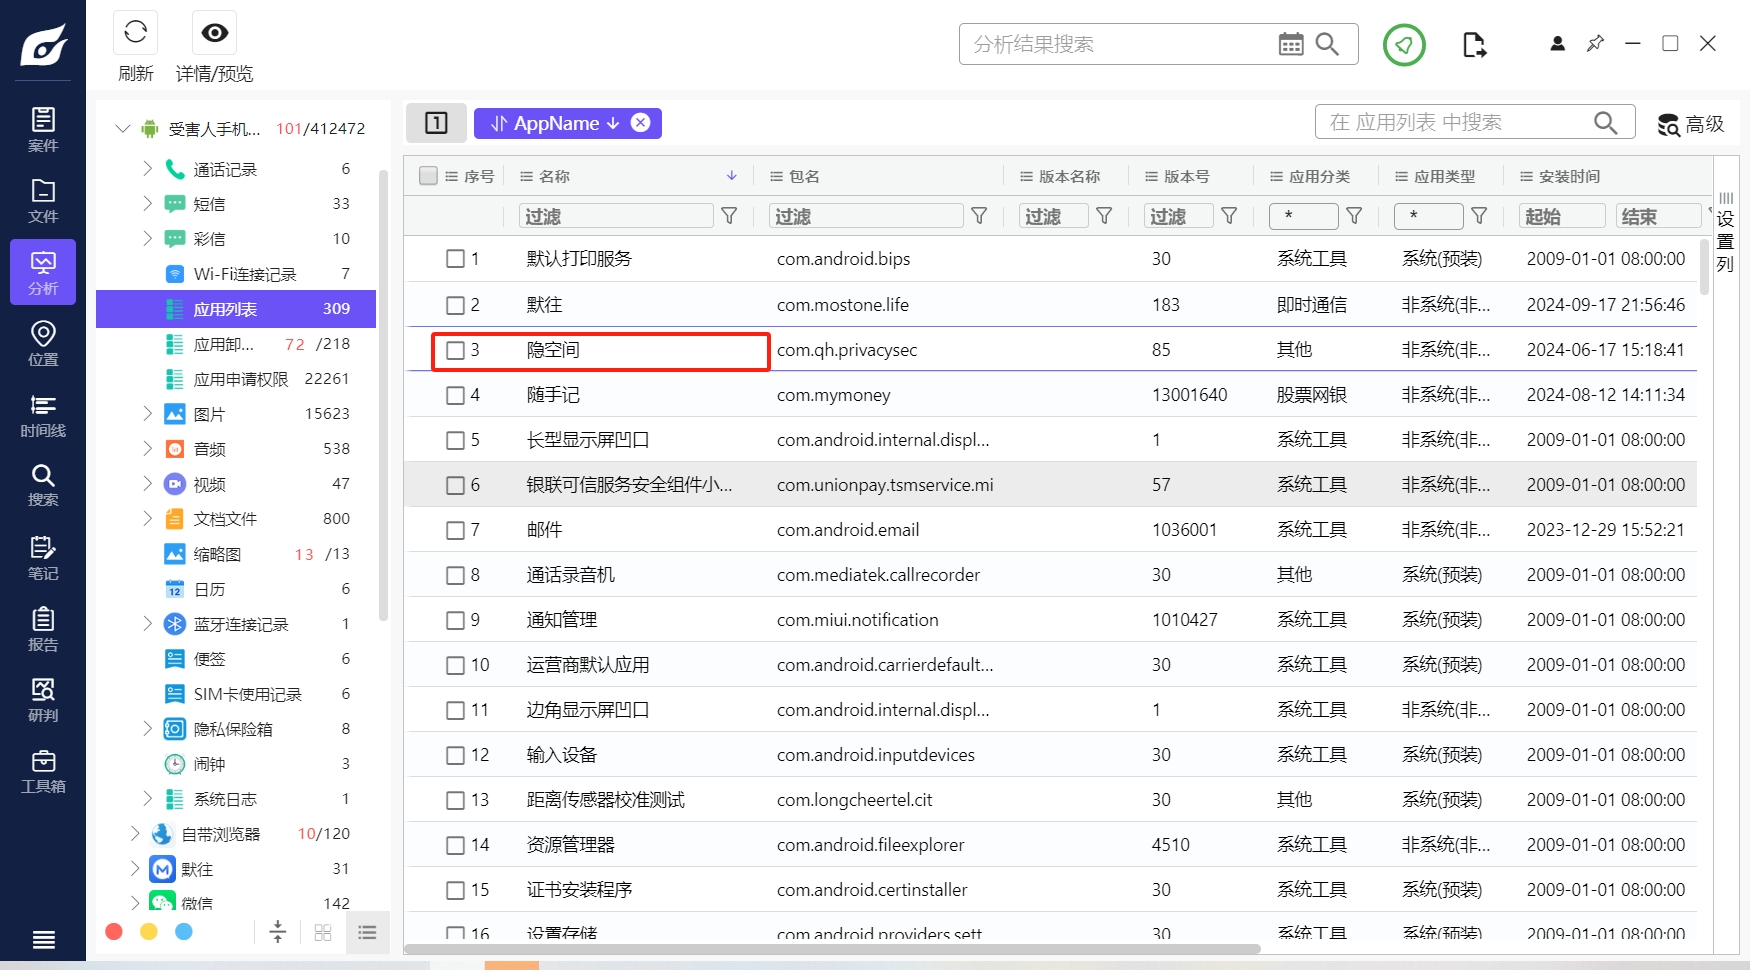 刷新
详情/预览
分析结果搜索
案件
文件
分析
位置
时间线
搜索
笔记
报告
研判
工具箱
受害人手机... 101/412472
通话记录 6
短信 33
彩信 10
Wi-Fi连接记录 7
应用列表 309
应用卸... 72 /218
应用申请权限 22261
图片 15623
音频 538
视频 47
文档文件 800
缩略图 13 /13
12 日历 6
蓝牙连接记录 1
便签 6
SIM卡使用记录 6
隐私保险箱 8
闹钟 3
系统日志 1
自带浏览器 10/120
默往 31
微信 142
1 AppName
在 应用列表 中搜索
高级
序号 名称 包名 版本名称 版本号 应用分类 应用类型 安装时间
过滤 过滤 过滤 过滤 * * 起始 结束
设置列
1 默认打印服务 com.android.bips 30 系统工具 系统(预装) 2009-01-01 08:00:00
2 默往 com.mostone.life 183 即时通信 非系统(非... 2024-09-17 21:56:46
3 隐空间 com.qh.privacysec 85 其他 非系统(非... 2024-06-17 15:18:41
4 随手记 com.mymoney 13001640 股票网银 非系统(非... 2024-08-12 14:11:34
5 长型显示屏凹口 com.android.internal.displ... 1 系统工具 非系统(非... 2009-01-01 08:00:00
6 银联可信服务安全组件小... com.unionpay.tsmservice.mi 57 系统工具 非系统(非... 2009-01-01 08:00:00
7 邮件 com.android.email 1036001 系统工具 非系统(非... 2023-12-29 15:52:21
8 通话录音机 com.mediatek.callrecorder 30 其他 系统(预装) 2009-01-01 08:00:00
9 通知管理 com.miui.notification 1010427 系统工具 系统(预装) 2009-01-01 08:00:00
10 运营商默认应用 com.android.carrierdefault... 30 系统工具 系统(预装) 2009-01-01 08:00:00
11 边角显示屏凹口 com.android.internal.displ... 1 系统工具 非系统(非... 2009-01-01 08:00:00
12 输入设备 com.android.inputdevices 30 系统工具 系统(预装) 2009-01-01 08:00:00
13 距离传感器校准测试 com.longcheertel.cit 30 其他 系统(预装) 2009-01-01 08:00:00
14 资源管理器 com.android.fileexplorer 4510 系统工具 非系统(非... 2009-01-01 08:00:00
15 证书安装程序 com.android.certinstaller 30 系统工具 系统(预装) 2009-01-01 08:00:00
16 设置存储 com.android.providers.sett 30 系统工具 系统(预装) 2009-01-01 08:00:00